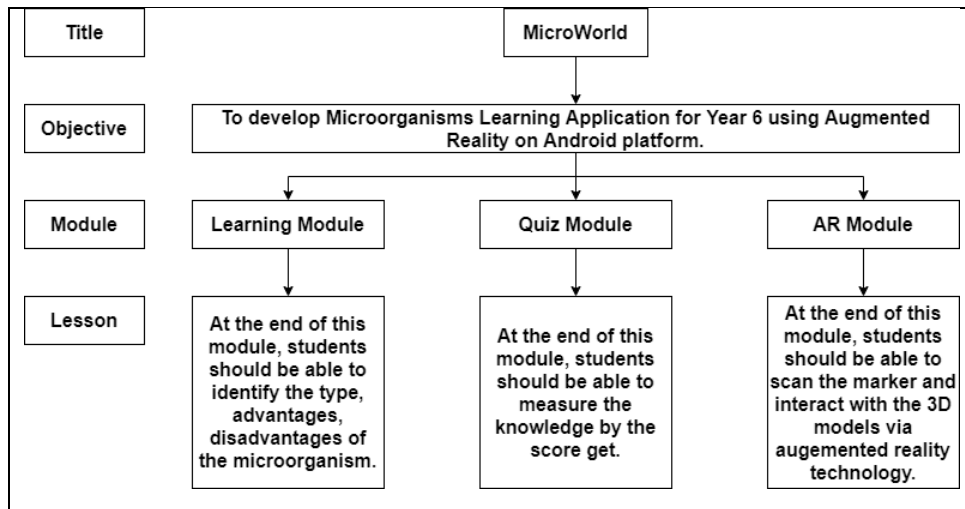 Title
MicroWorld
Objective
To develop Microorganisms Learning Application for Year 6 using Augmented
Reality on Android platform.
Module
Learning Module
Quiz Module
AR Module
Lesson
At the end of this
module, students
should be able to
identify the type,
advantages,
disadvantages of
the microorganism.
At the end of this
module, students
should be able to
measure the
knowledge by the
score get.
At the end of this
module, students
should be able to
scan the marker and
interact with the 3D
models via
augemented reality
technology.